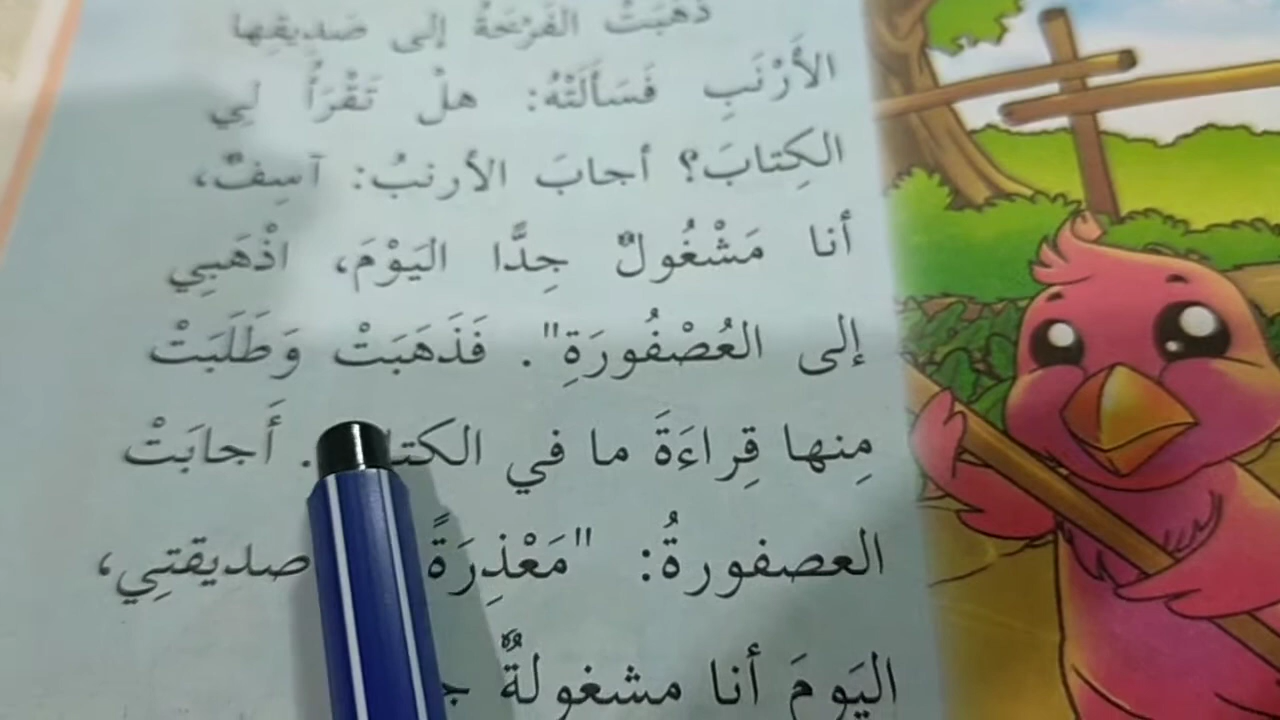 ذَهَبَتْ الفَرْخَةُ إلى صَديقِها
الأَرْنَبِ فَسَأَلَتْهُ: هلْ تَقْرَأُ لِي
الكِتابَ؟ أجابَ الأرنبُ: آسِفٌ،
أنا مَشْغُولٌ جِدًّا اليَوْمَ، اذْهَبِي
إلى العُصْفُورَةِ". فَذَهَبَتْ وَطَلَبَتْ
مِنها قِراءَةَ ما في . أَجابَتْ
العصفورةُ: "مَعْذِرَةً صديقتِي،
اليَومَ أنا مشغولةٌ